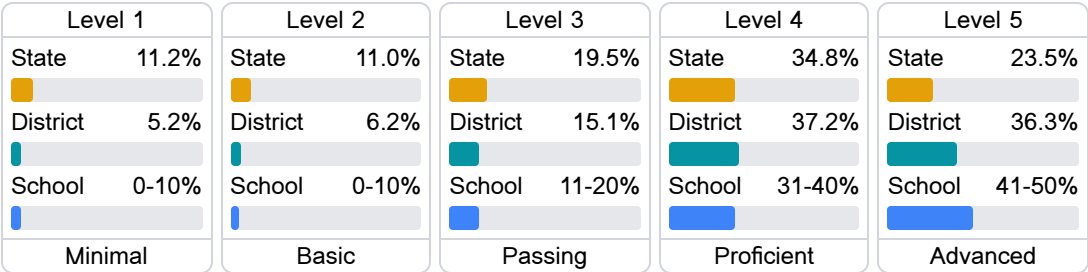 Level 1
State 11.2%
District 5.2%
School 0-10%
Minimal
Level 2
State 11.0%
District 6.2%
School 0-10%
Basic
Level 3
State 19.5%
District 15.1%
School 11-20%
Passing
Level 4
State 34.8%
District 37.2%
School 31-40%
Proficient
Level 5
State 23.5%
District 36.3%
School 41-50%
Advanced